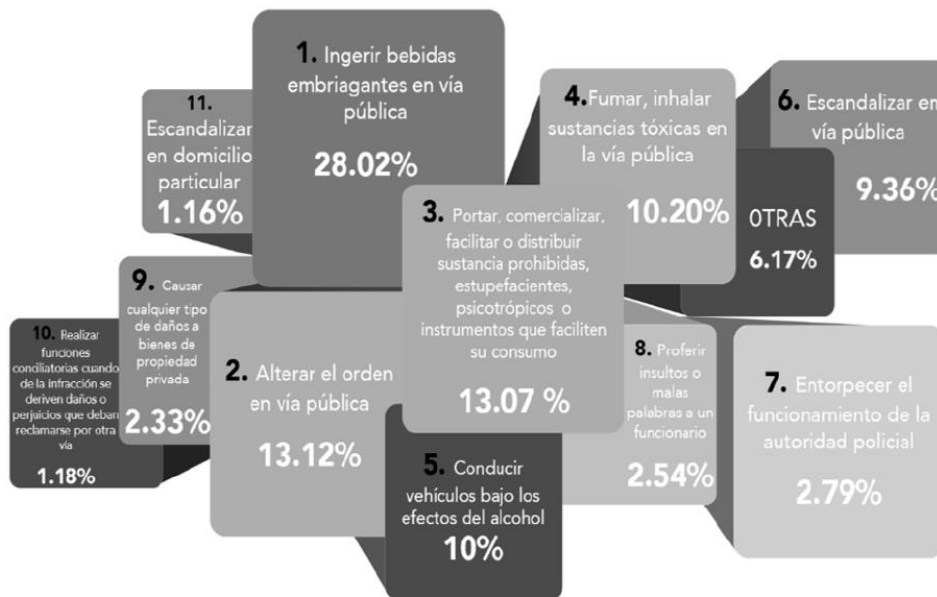 1. Ingerir bebidas
embriagantes en vía
pública
28.02%
11.
Escandalizar
en domicilio
particular
1.16%
4.Fumar, inhalar
sustancias tóxicas en
la vía pública
10.20%
6. Escandalizar en
vía pública
9.36%
OTRAS
6.17%
3. Portar, comercializar,
facilitar o distribuir
sustancia prohibidas,
estupefacientes,
psicotrópicos o
instrumentos que faciliten
su consumo
13.07 %
9. Causar
cualquier tipo
de daños a
bienes de
propiedad
privada
2.33%
10. Realizar
funciones
conciliatorias cuando
de la infracción se
deriven daños o
perjuicios que deban
reclamarse por otra
vía
1.18%
2. Alterar el orden
en vía pública
13.12%
8. Proferir
insultos o
malas
palabras a un
funcionario
2.54%
7. Entorpecer el
funcionamiento de la
autoridad policial
2.79%
5. Conducir
vehículos bajo los
efectos del alcohol
10%